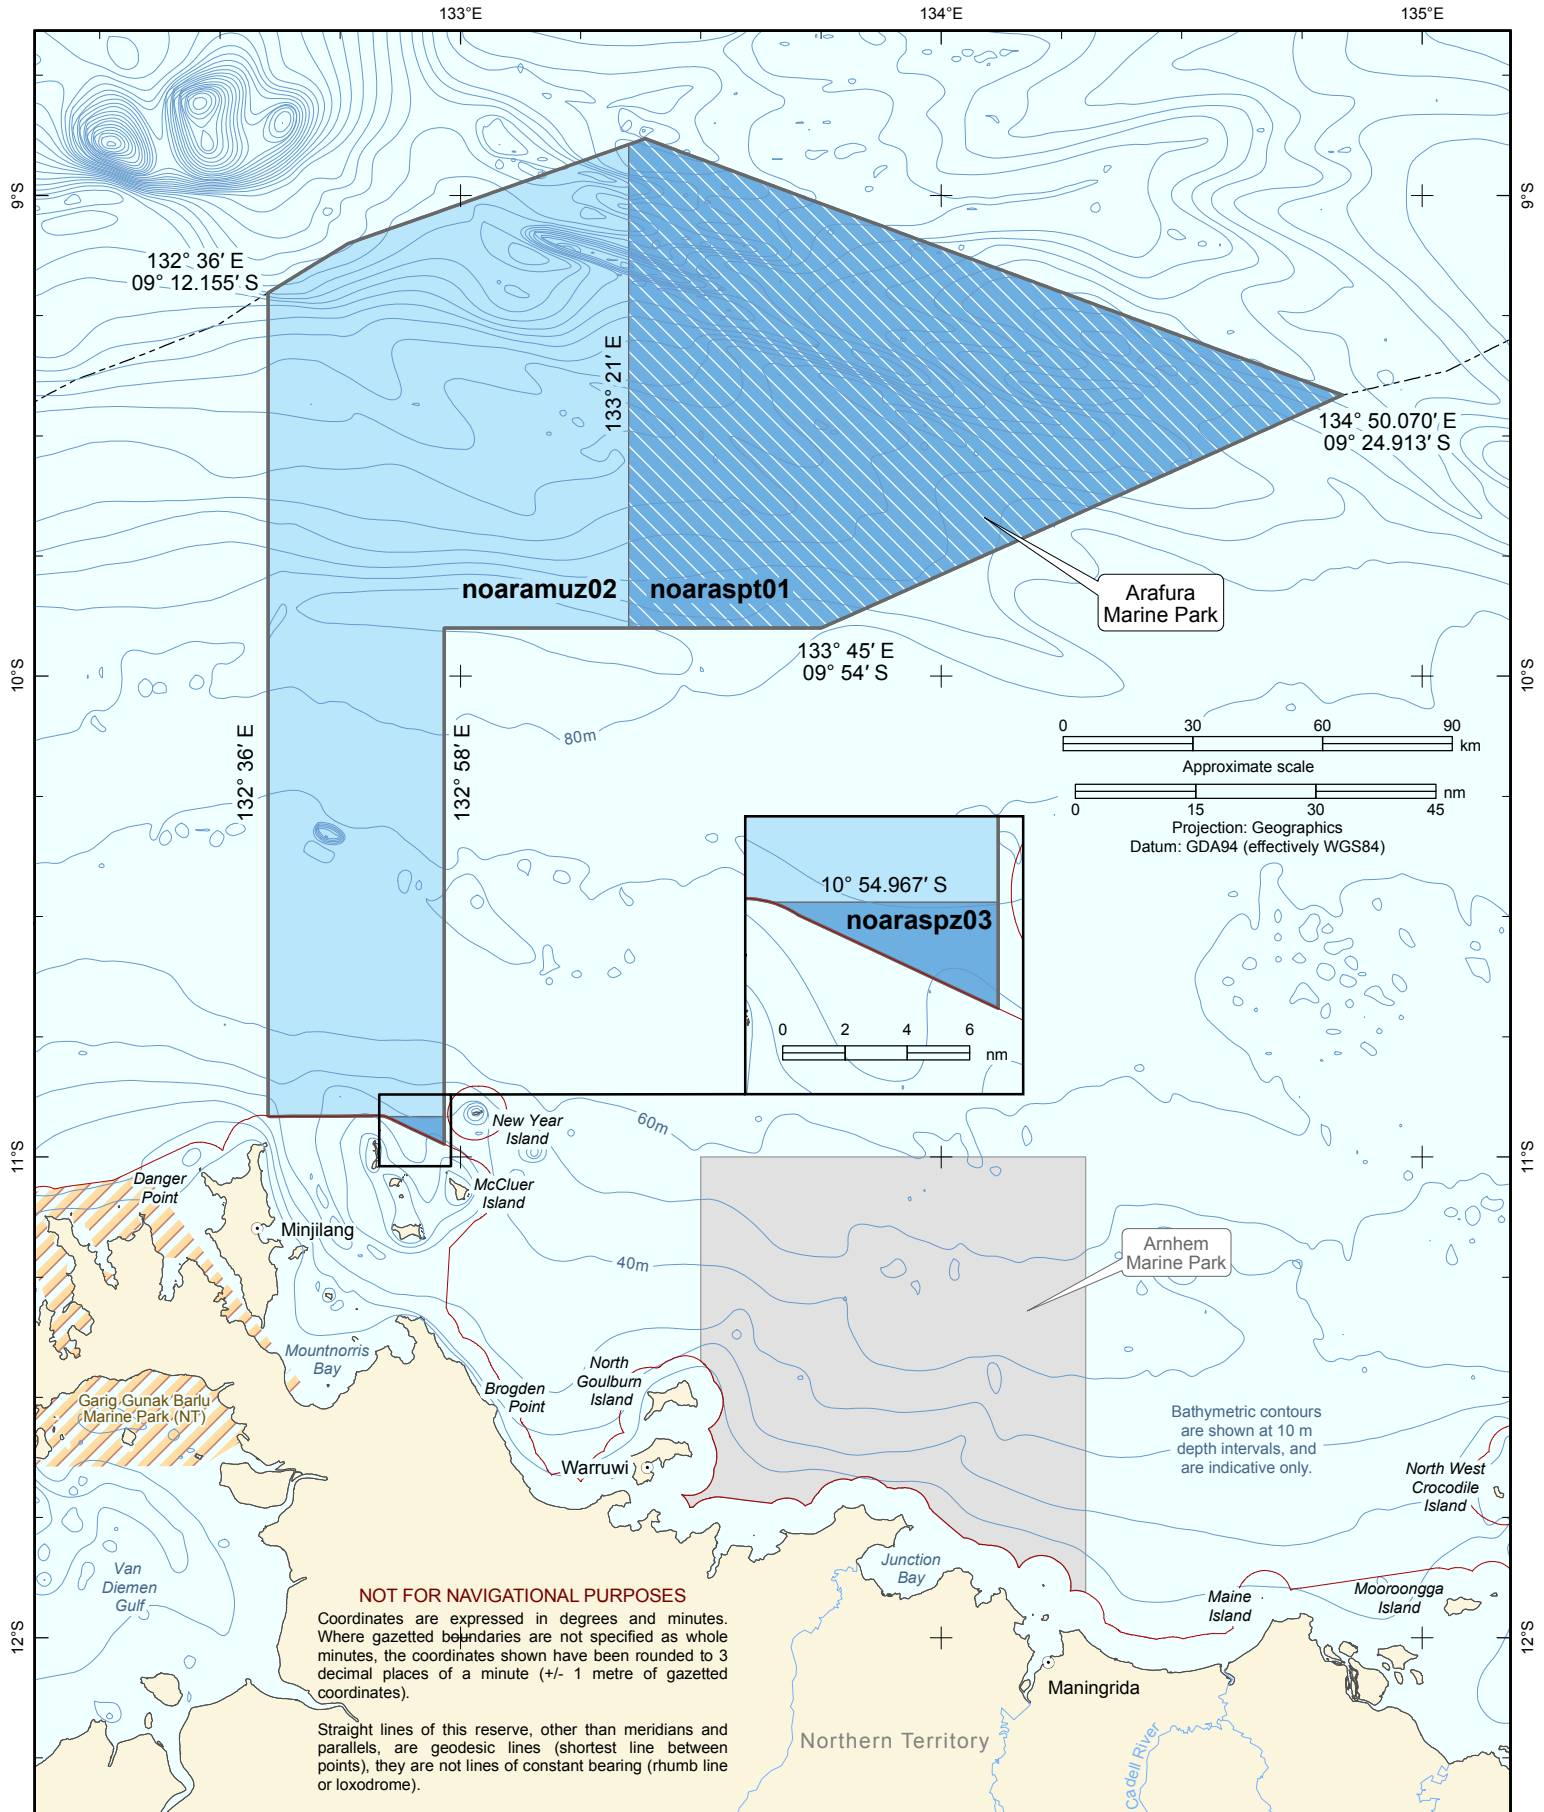 133°E
134°E
135°E
9°S
9°S
132° 36′ E
09° 12.155′ S
133° 21′ E
134° 50.070′ E
09° 24.913′ S
noaramuz02
noaraspt01
Arafura
Marine Park
133° 45′ E
09° 54′ S
10°S
10°S
132° 36′ E
132° 58′ E
80m
0 30 60 90
km
Approximate scale
nm
0 15 30 45
Projection: Geographics
Datum: GDA94 (effectively WGS84)
10° 54.967′ S
noaraspz03
0 2 4 6
nm
New Year
Island
60m
11°S
11°S
Danger
Point
McCluer
Island
Minjilang
Arnhem
Marine Park
40m
Mountnorris
Bay
North
Goulburn
Island
Brogden
Point
Garig Gunak Barlu
Marine Park (NT)
Bathymetric contours
are shown at 10 m
depth intervals, and
are indicative only.
Warruwi
North West
Crocodile
Island
Van
Diemen
Gulf
Junction
Bay
Maine
Island
Mooroongga
Island
NOT FOR NAVIGATIONAL PURPOSES
Coordinates are expressed in degrees and minutes.
Where gazetted boundaries are not specified as whole
minutes, the coordinates shown have been rounded to 3
decimal places of a minute (+/- 1 metre of gazetted
coordinates).
12°S
12°S
Maningrida
Straight lines of this reserve, other than meridians and
parallels, are geodesic lines (shortest line between
points), they are not lines of constant bearing (rhumb line
or loxodrome).
Northern Territory
Cadell River